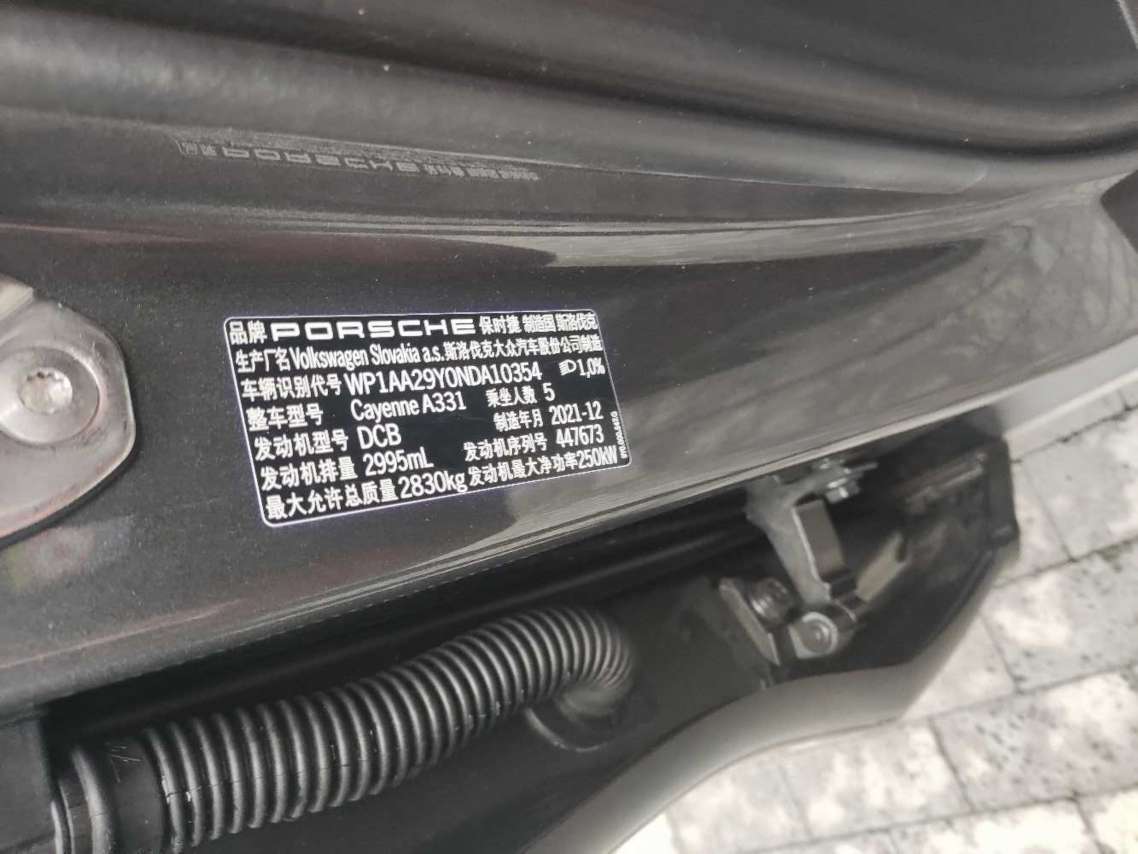 品牌 PORSCHE 保时捷 制造国 斯洛伐克
生产厂名 Volkswagen Slovakia a.s. 斯洛伐克大众汽车股份公司制造
车辆识别代号 WP1AA29Y0NDA10354 1,0%
整车型号 Cayenne A331 乘坐人数 5
发动机型号 DCB 制造年月 2021-12
发动机排量 2995mL 发动机序列号 447673
最大允许总质量 2830kg 发动机最大净功率 250kW